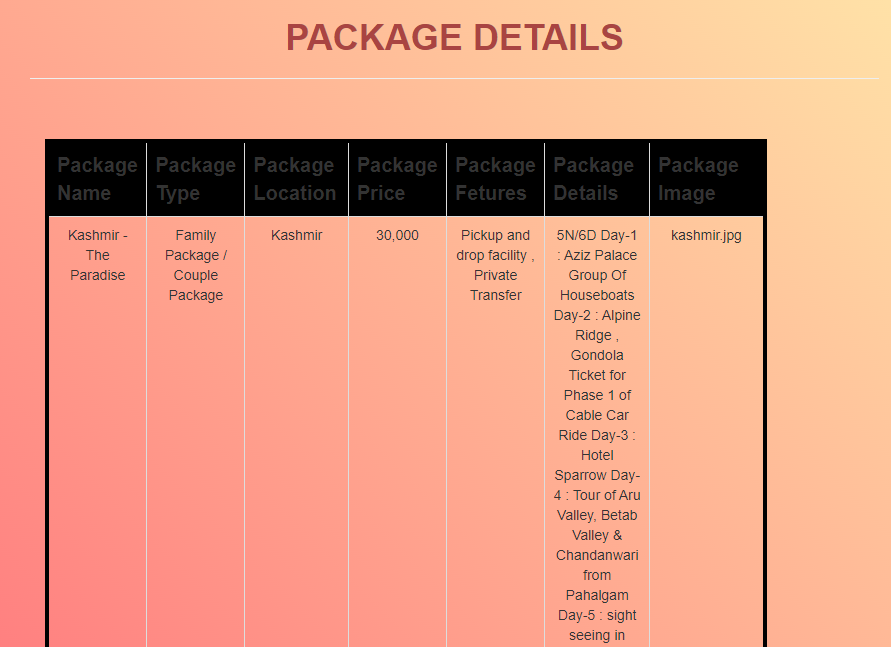 PACKAGE DETAILS
Package Name
Package Type
Package Location
Package Price
Package Fetures
Package Details
Package Image
Kashmir -
The
Paradise
Family
Package /
Couple
Package
Kashmir
30,000
Pickup and
drop facility ,
Private
Transfer
5N/6D Day-1
: Aziz Palace
Group Of
Houseboats
Day-2 : Alpine
Ridge ,
Gondola
Ticket for
Phase 1 of
Cable Car
Ride Day-3 :
Hotel
Sparrow Day-
4 : Tour of Aru
Valley, Betab
Valley &
Chandanwari
from
Pahalgam
Day-5 : sight
seeing in
kashmir.jpg